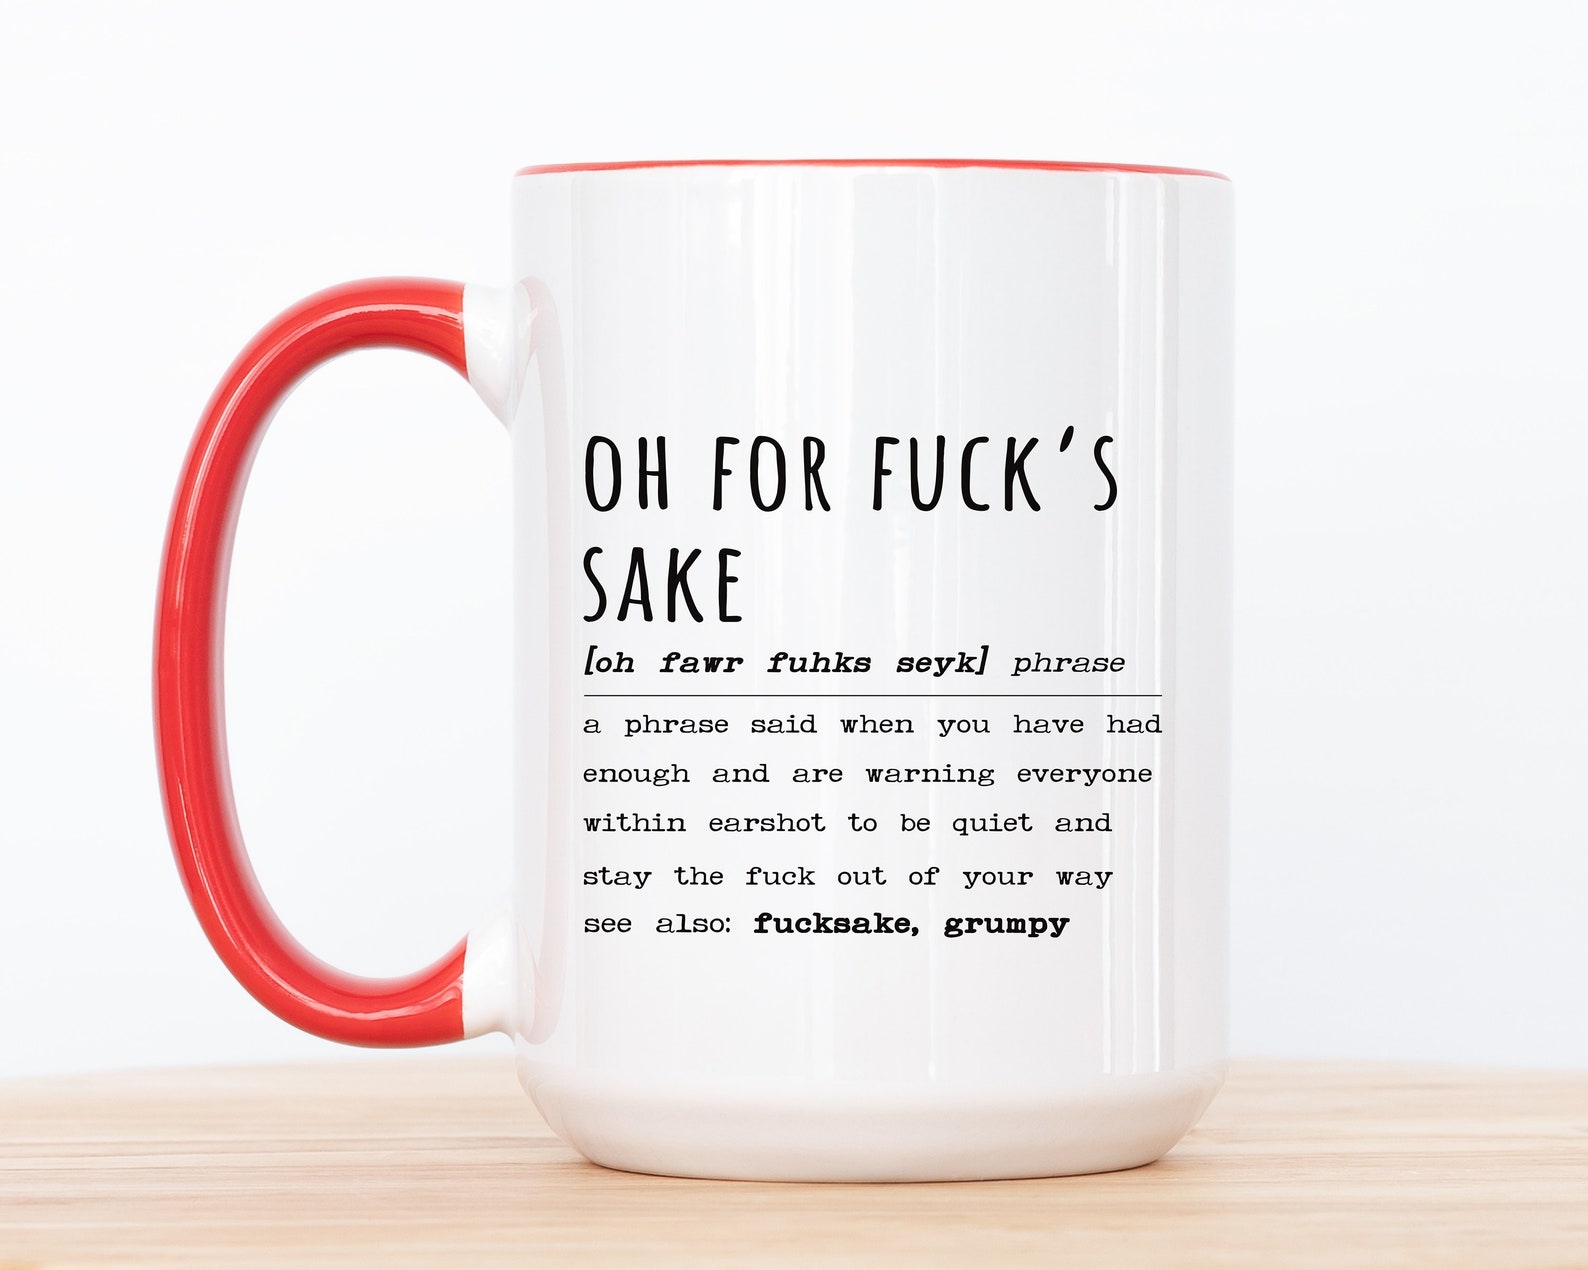 OH FOR FUCK'S
SAKE
[oh fawr fuhks seyk] phrase
a phrase said when you have had
enough and are warning everyone
within earshot to be quiet and
stay the fuck out of your way
see also: fucksake, grumpy